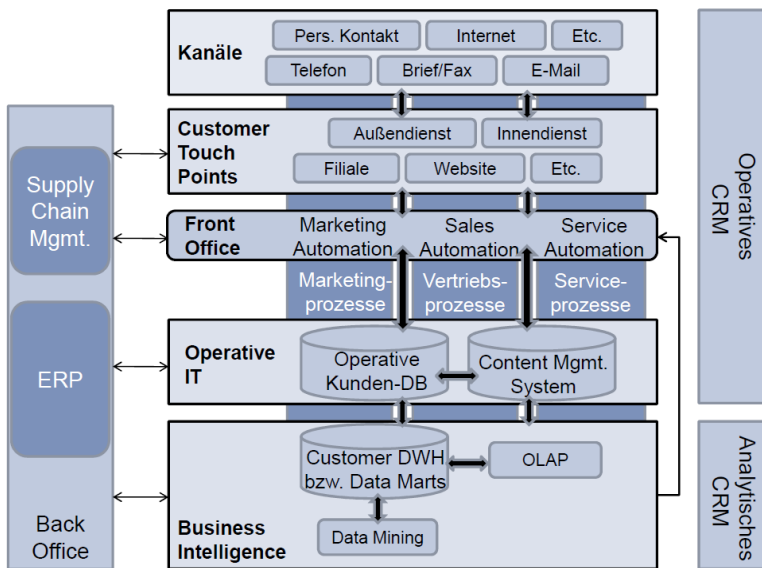 Kanäle
Pers. Kontakt
Internet
Etc.
Telefon
Brief/Fax
E-Mail
Customer
Touch
Points
Außendienst
Innendienst
Filiale
Website
Etc.
Front
Office
Marketing
Automation
Sales
Automation
Service
Automation
Marketing-
prozesse
Vertriebs-
prozesse
Service-
prozesse
Operative
IT
Operative
Kunden-DB
Content Mgmt.
System
Customer DWH
bzw. Data Marts
OLAP
Data Mining
Business
Intelligence
Supply
Chain
Mgmt.
ERP
Back
Office
Operatives
CRM
Analytisches
CRM